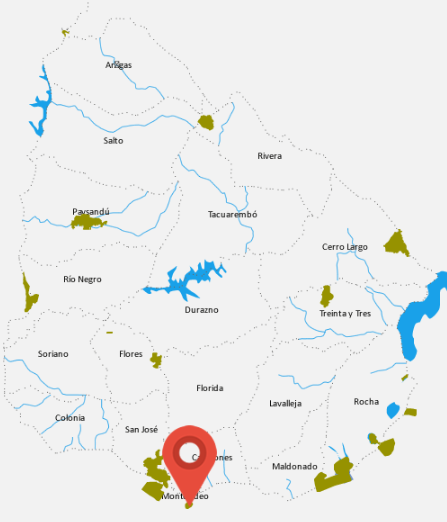 Artigas
Salto
Rivera
Paysandú
Tacuarembó
Cerro Largo
Río Negro
Durazno
Treinta y Tres
Soriano
Flores
Florida
Lavalleja
Rocha
Colonia
San José
Maldonado